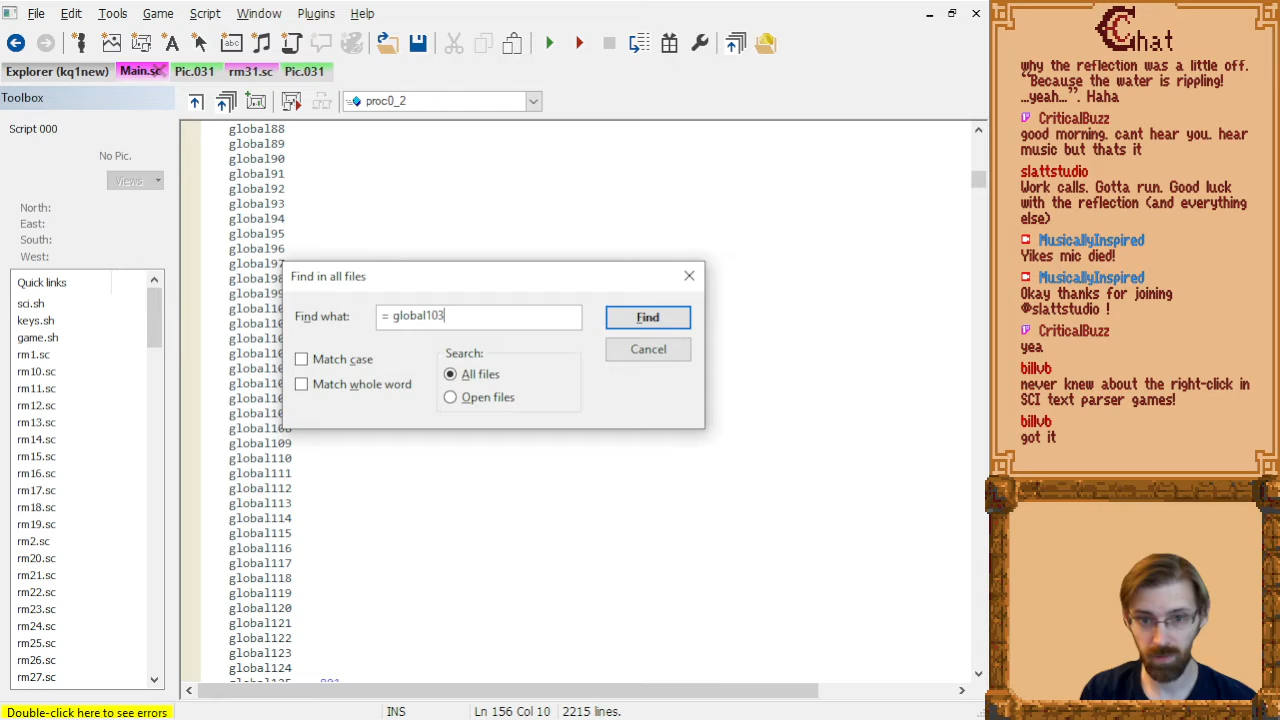 File Edit Tools Game Script Window Plugins Help
Explorer (kq1new) Main.sc Pic.031 rm31.sc Pic.031
Toolbox
proc0_2
Script 000
No Pic.
Views
North:
East:
South:
West:
Quick links
sci.sh
keys.sh
game.sh
rm1.sc
rm10.sc
rm11.sc
rm12.sc
rm13.sc
rm14.sc
rm15.sc
rm16.sc
rm17.sc
rm18.sc
rm19.sc
rm2.sc
rm20.sc
rm21.sc
rm22.sc
rm23.sc
rm24.sc
rm25.sc
rm26.sc
rm27.sc
global88
global89
global90
global91
global92
global93
global94
global95
global96
global109
global110
global111
global112
global113
global114
global115
global116
global117
global118
global119
global120
global121
global122
global123
global124
Find in all files
Find what: = global103
Find
Cancel
Match case
Match whole word
Search:
All files
Open files
Double-click here to see errors
INS
Ln 156 Col 10 2215 lines.
Chat
why the reflection was a little off.
“Because the water is rippling!
…yeah…”. Haha
CriticalBuzz
good morning. cant hear you. hear
music but thats it
slattstudio
Work calls. Gotta run. Good luck
with the reflection (and everything
else)
MusicallyInspired
Yikes mic died!
MusicallyInspired
Okay thanks for joining
@slattstudio !
CriticalBuzz
yea
billvb
never knew about the right-click in
SCI text parser games!
billvb
got it